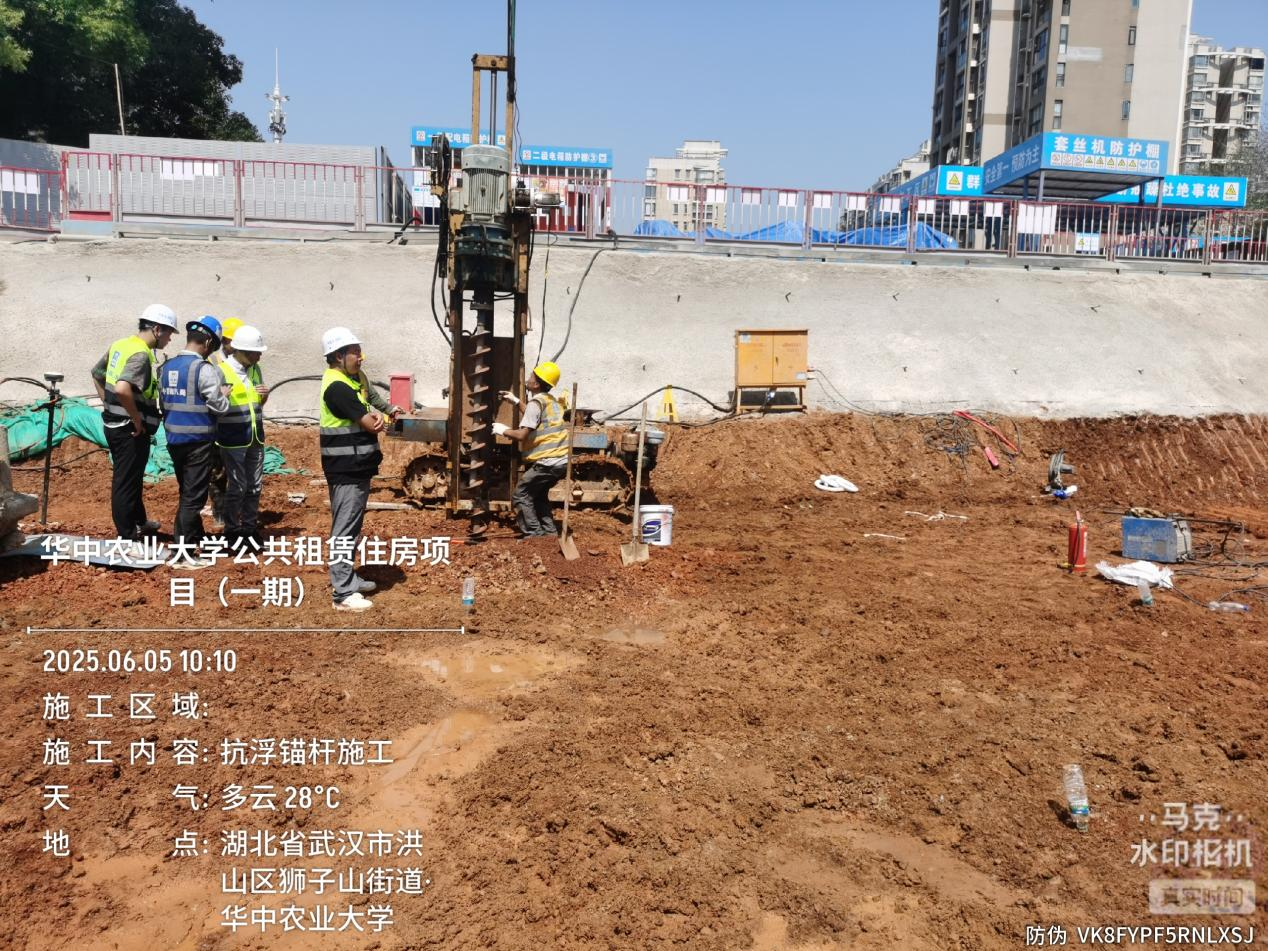 二级电箱防护棚
套丝机防护棚
安全第一 预防为主
群
杜绝事故
华中农业大学公共租赁住房项
目（一期）
2025.06.05 10:10
施工区域:
施工内容: 抗浮锚杆施工
天气: 多云 28°C
地点: 湖北省武汉市洪
山区狮子山街道·
华中农业大学
马克
水印相机
真实时间
防伪 VK8FYPF5RNLXSJ